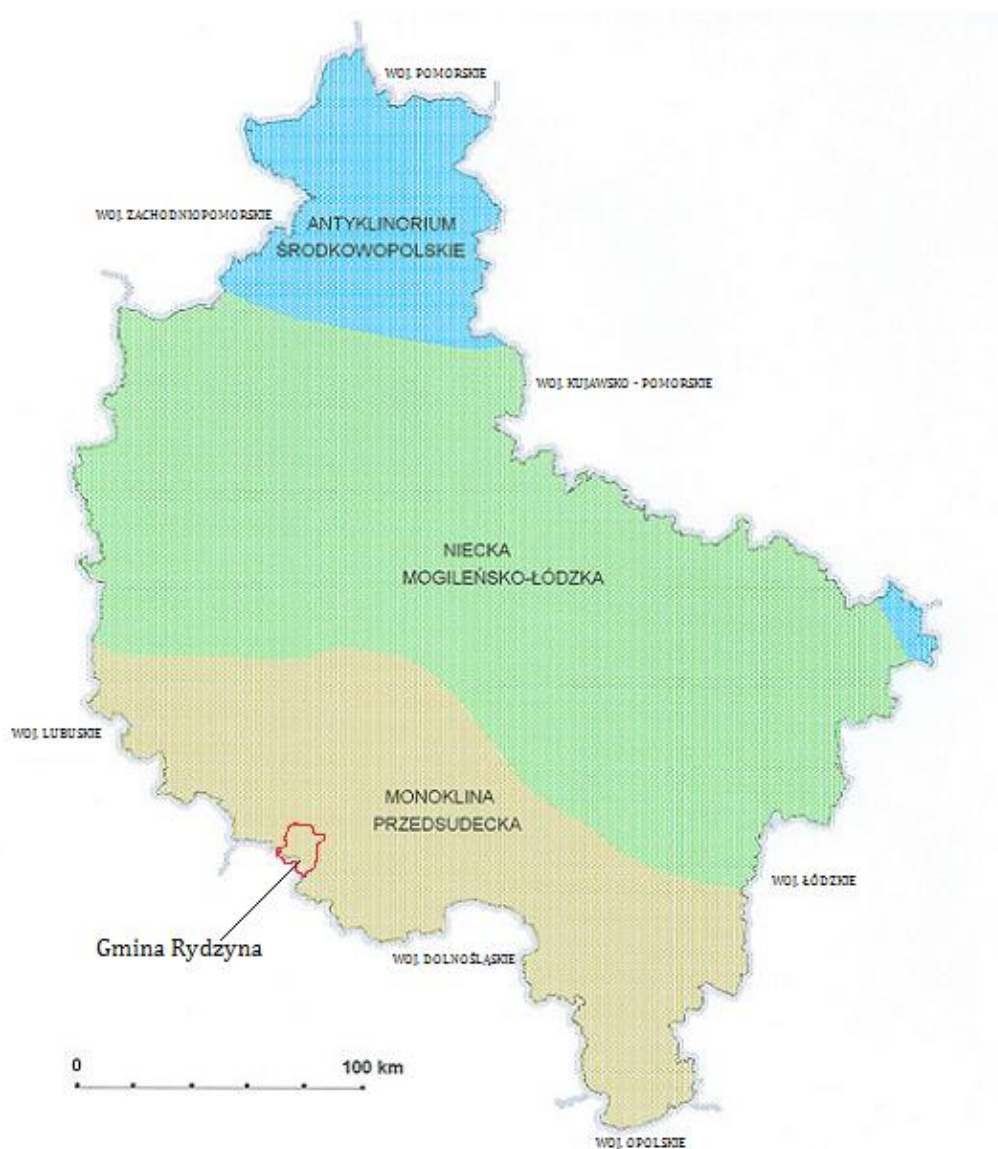 WOJ. POMORSKIE
WOJ. ZACHODNIOPOMORSKIE
ANTYKLINORIUM
ŚRODKOWOPOLSKIE
WOJ. KUJAWSKO - POMORSKIE
NIECKA
MOGILEŃSKO-ŁÓDZKA
WOJ. LUBUSKIE
MONOKLINA
PRZEDSUDECKA
WOJ. ŁÓDZKIE
Gmina Rydzyna
WOJ. DOLNOŚLĄSKIE
0 100 km
WOJ. OPOLSKIE